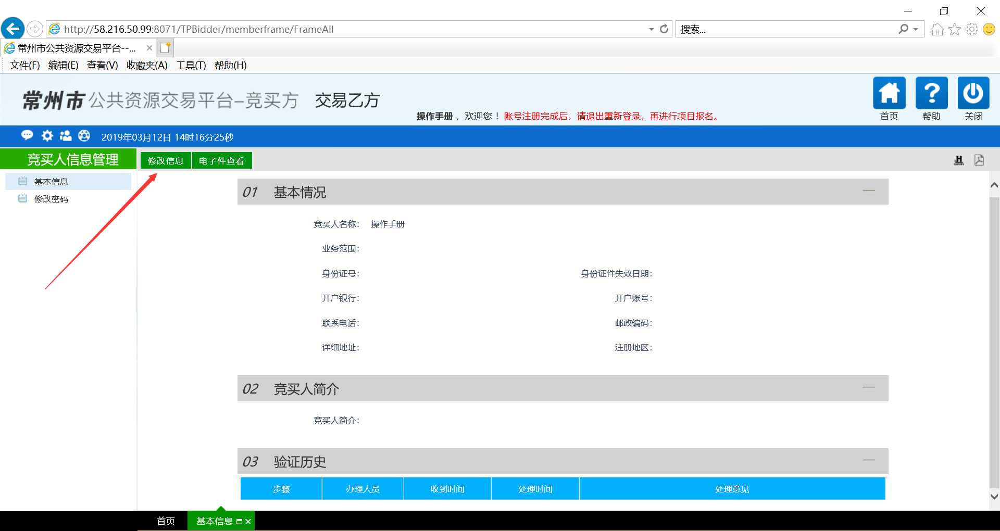 http://58.216.50.99:8071/TPBidder/memberframe/FrameAll
搜索...
常州市公共资源交易平台--...
文件(F) 编辑(E) 查看(V) 收藏夹(A) 工具(T) 帮助(H)
常州市公共资源交易平台-竞买方 交易乙方
操作手册，欢迎您！账号注册完成后，请退出重新登录，再进行项目报名。
首页 帮助 关闭
2019年03月12日 14时16分25秒
竞买人信息管理
修改信息 电子件查看
基本信息
修改密码
01 基本情况
竞买人名称： 操作手册
业务范围：
身份证号： 身份证件失效日期：
开户银行： 开户账号：
联系电话： 邮政编码：
详细地址： 注册地区：
02 竞买人简介
竞买人简介：
03 验证历史
步骤 办理人员 收到时间 处理时间 处理意见
首页 基本信息